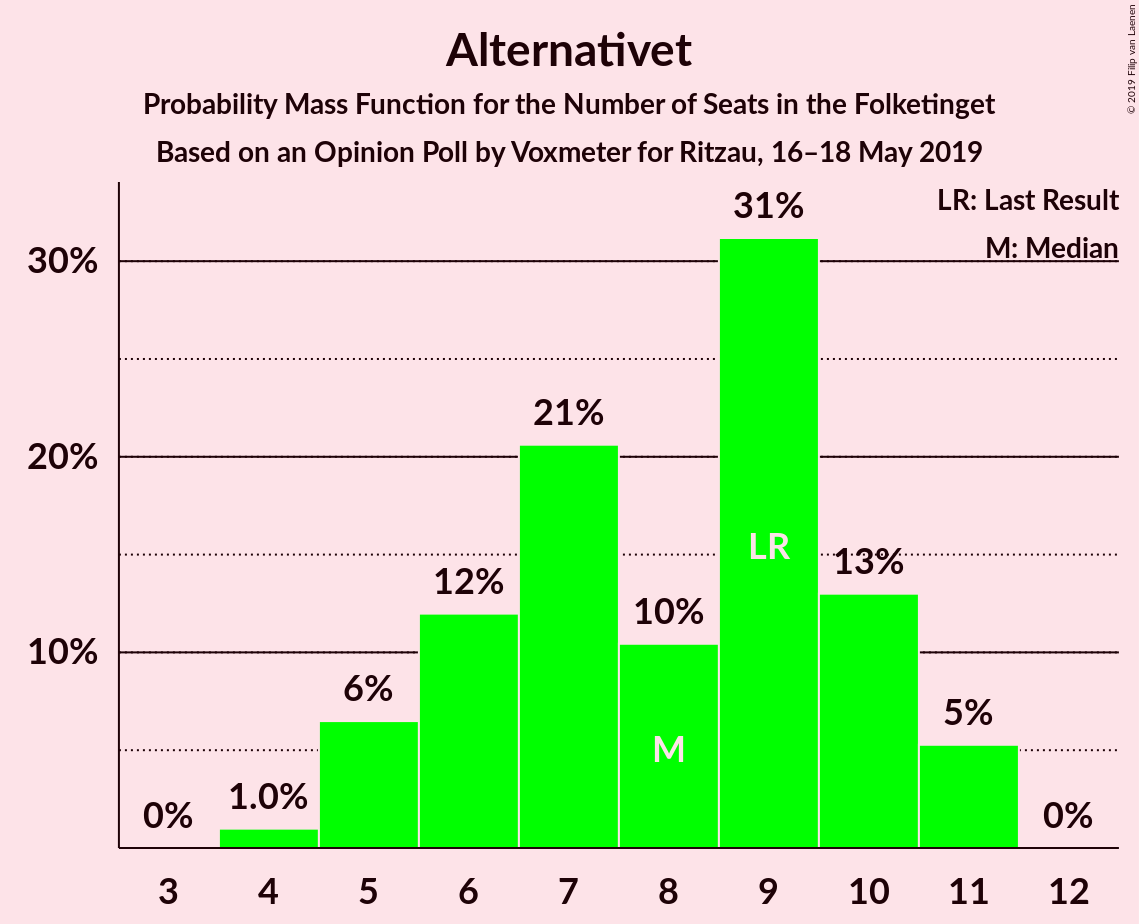 Alternativet
Probability Mass Function for the Number of Seats in the Folketinget
Based on an Opinion Poll by Voxmeter for Ritzau, 16–18 May 2019
© 2019 Filip van Laenen
LR: Last Result
M: Median
30%
20%
10%
0%
1.0%
6%
12%
21%
10%
31%
13%
5%
0%
M
LR
3 4 5 6 7 8 9 10 11 12